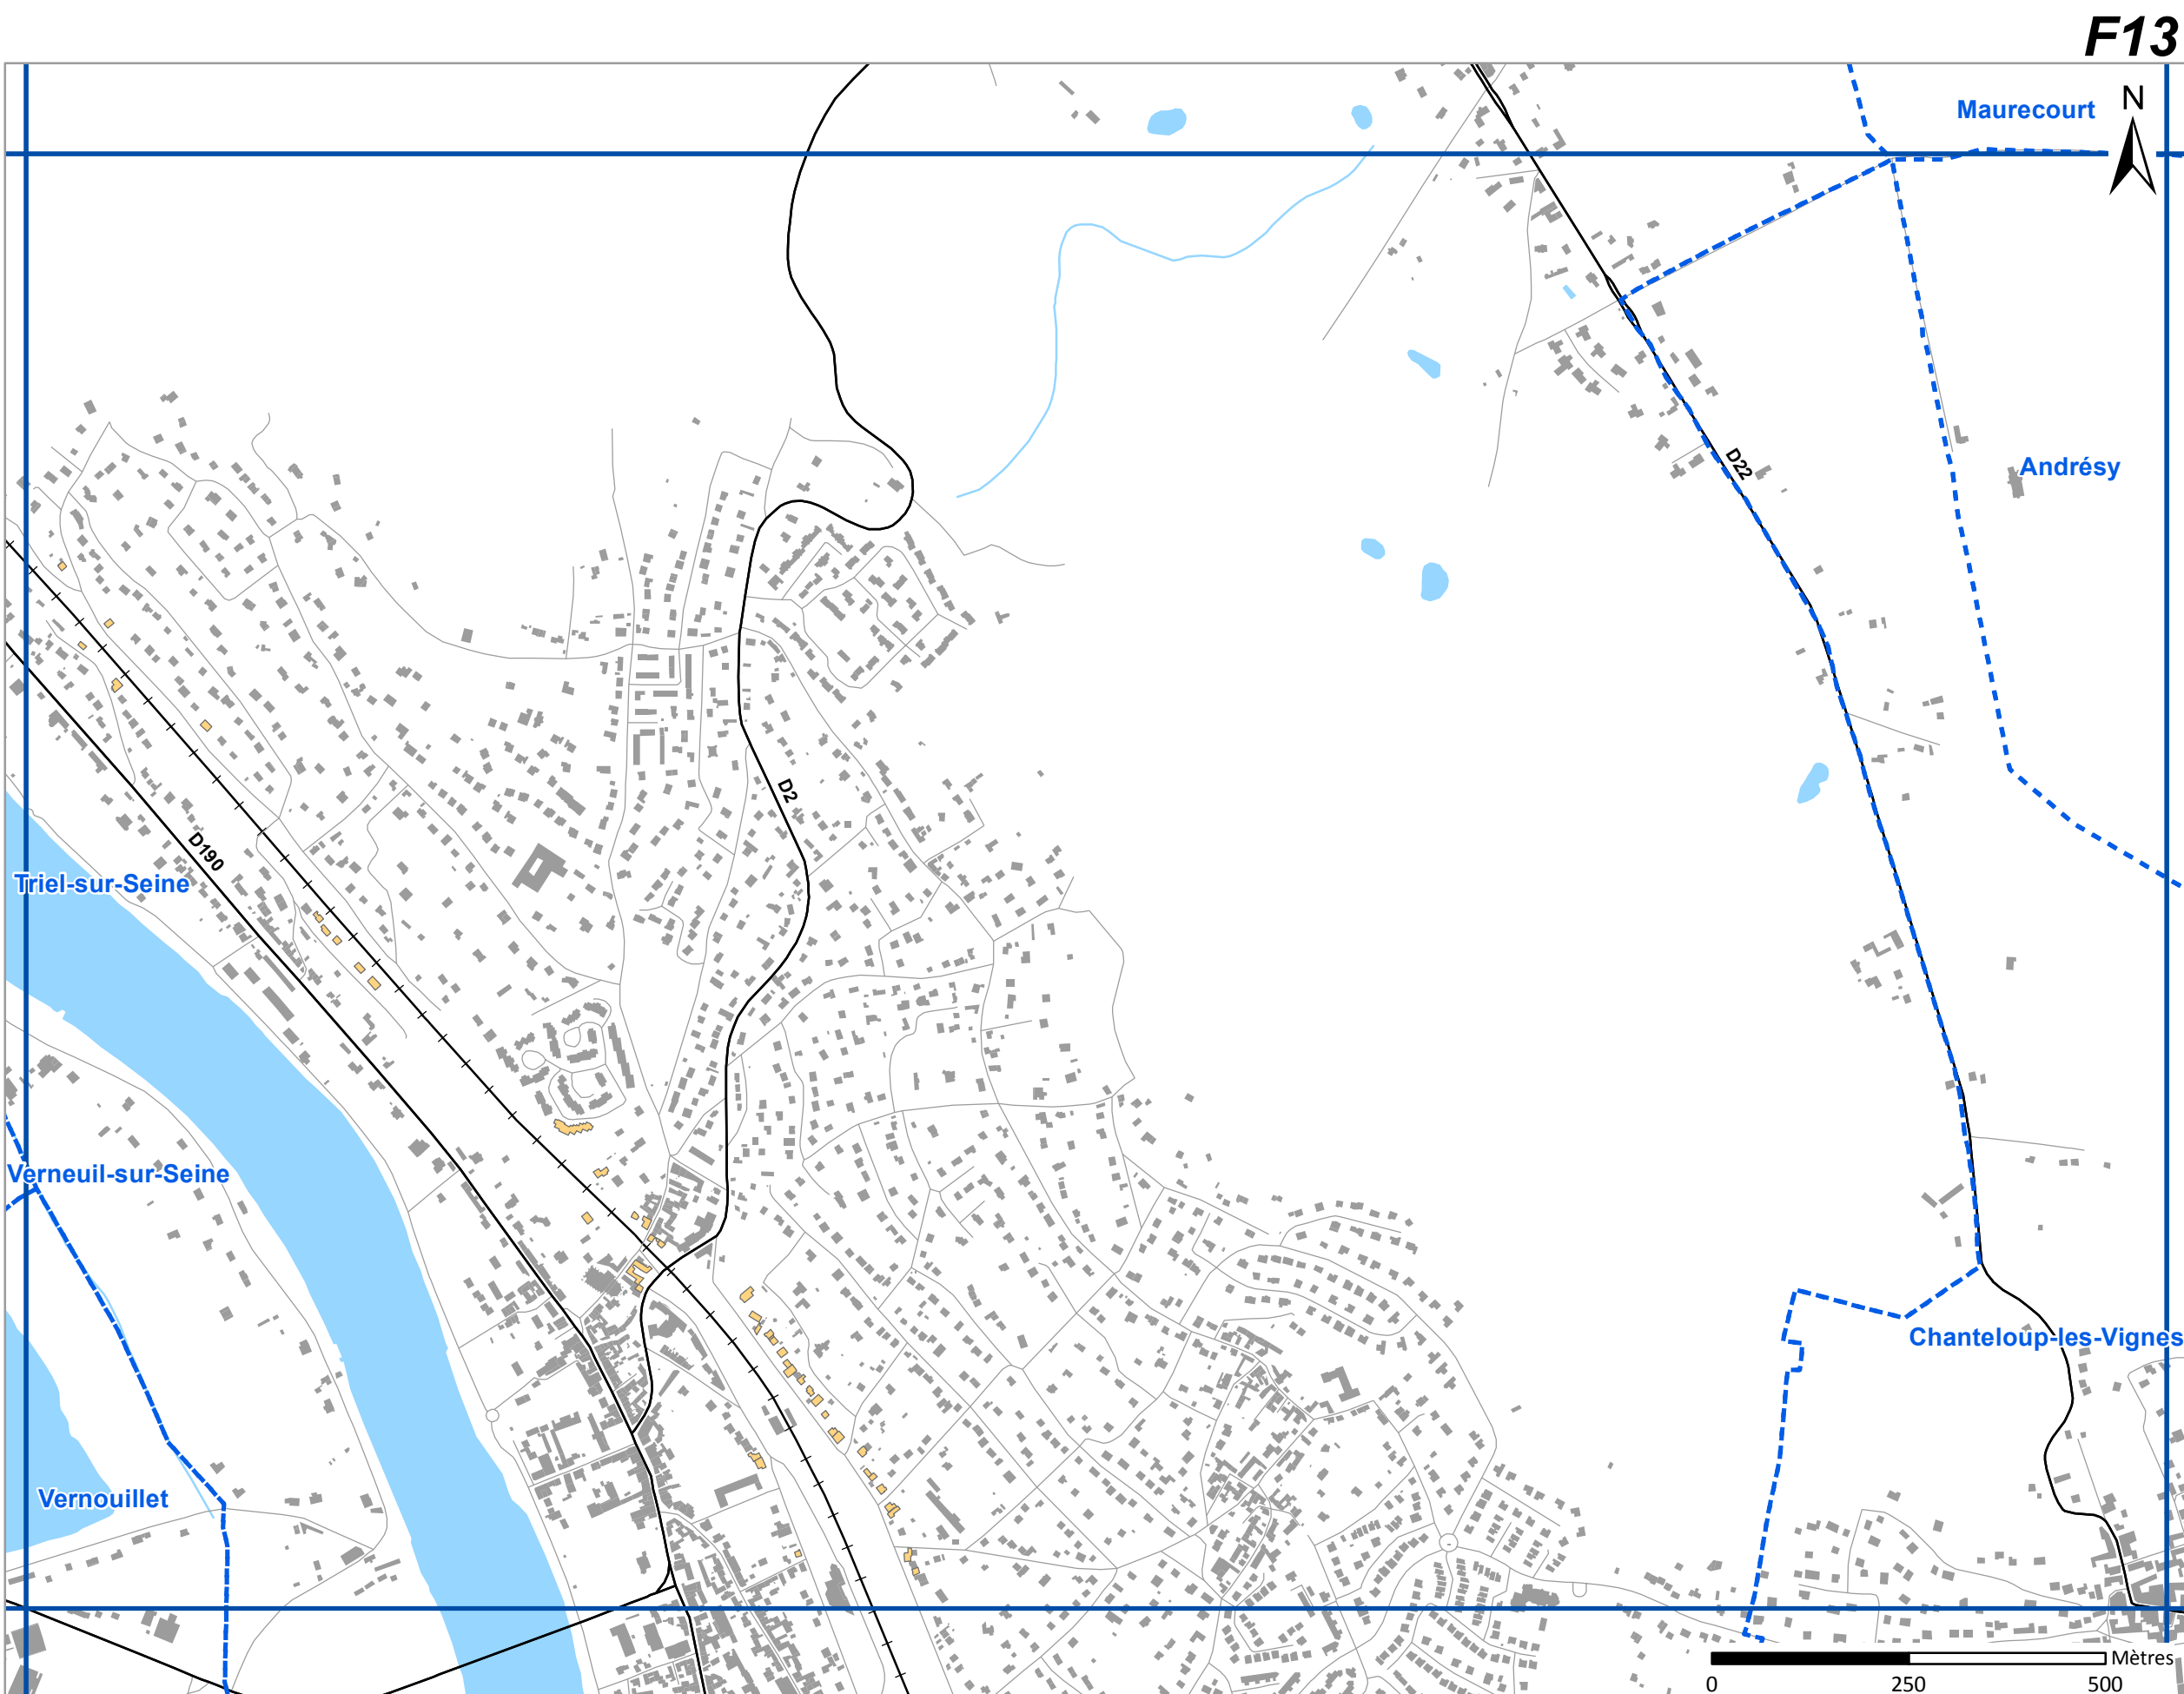 F13
Maurecourt
N
Andrésy
D22
D2
D190
Triel-sur-Seine
Verneuil-sur-Seine
Chanteloup-les-Vignes
Vernouillet
Mètres
0 250 500